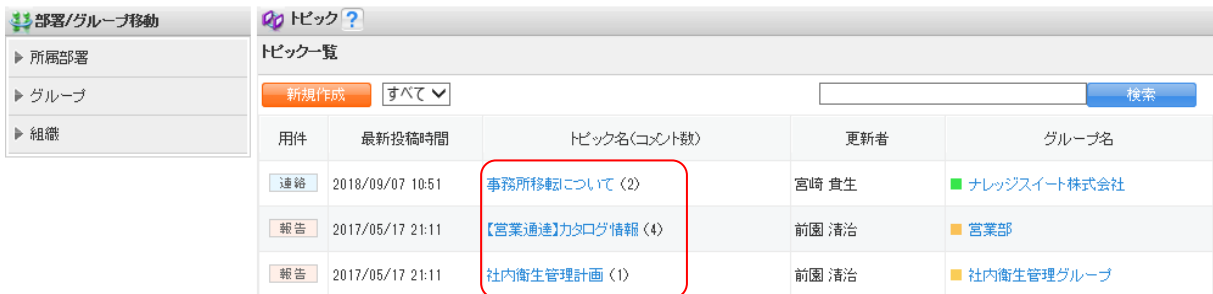 部署/グループ移動
所属部署
グループ
組織
トピック ?
トピック一覧
新規作成 すべて 検索
用件 最新投稿時間 トピック名(コメント数) 更新者 グループ名
連絡 2018/09/07 10:51 事務所移転について (2) 宮崎 貴生 ナレッジスイート株式会社
報告 2017/05/17 21:11 【営業通達】カタログ情報 (4) 前園 清治 営業部
報告 2017/05/17 21:11 社内衛生管理計画 (1) 前園 清治 社内衛生管理グループ